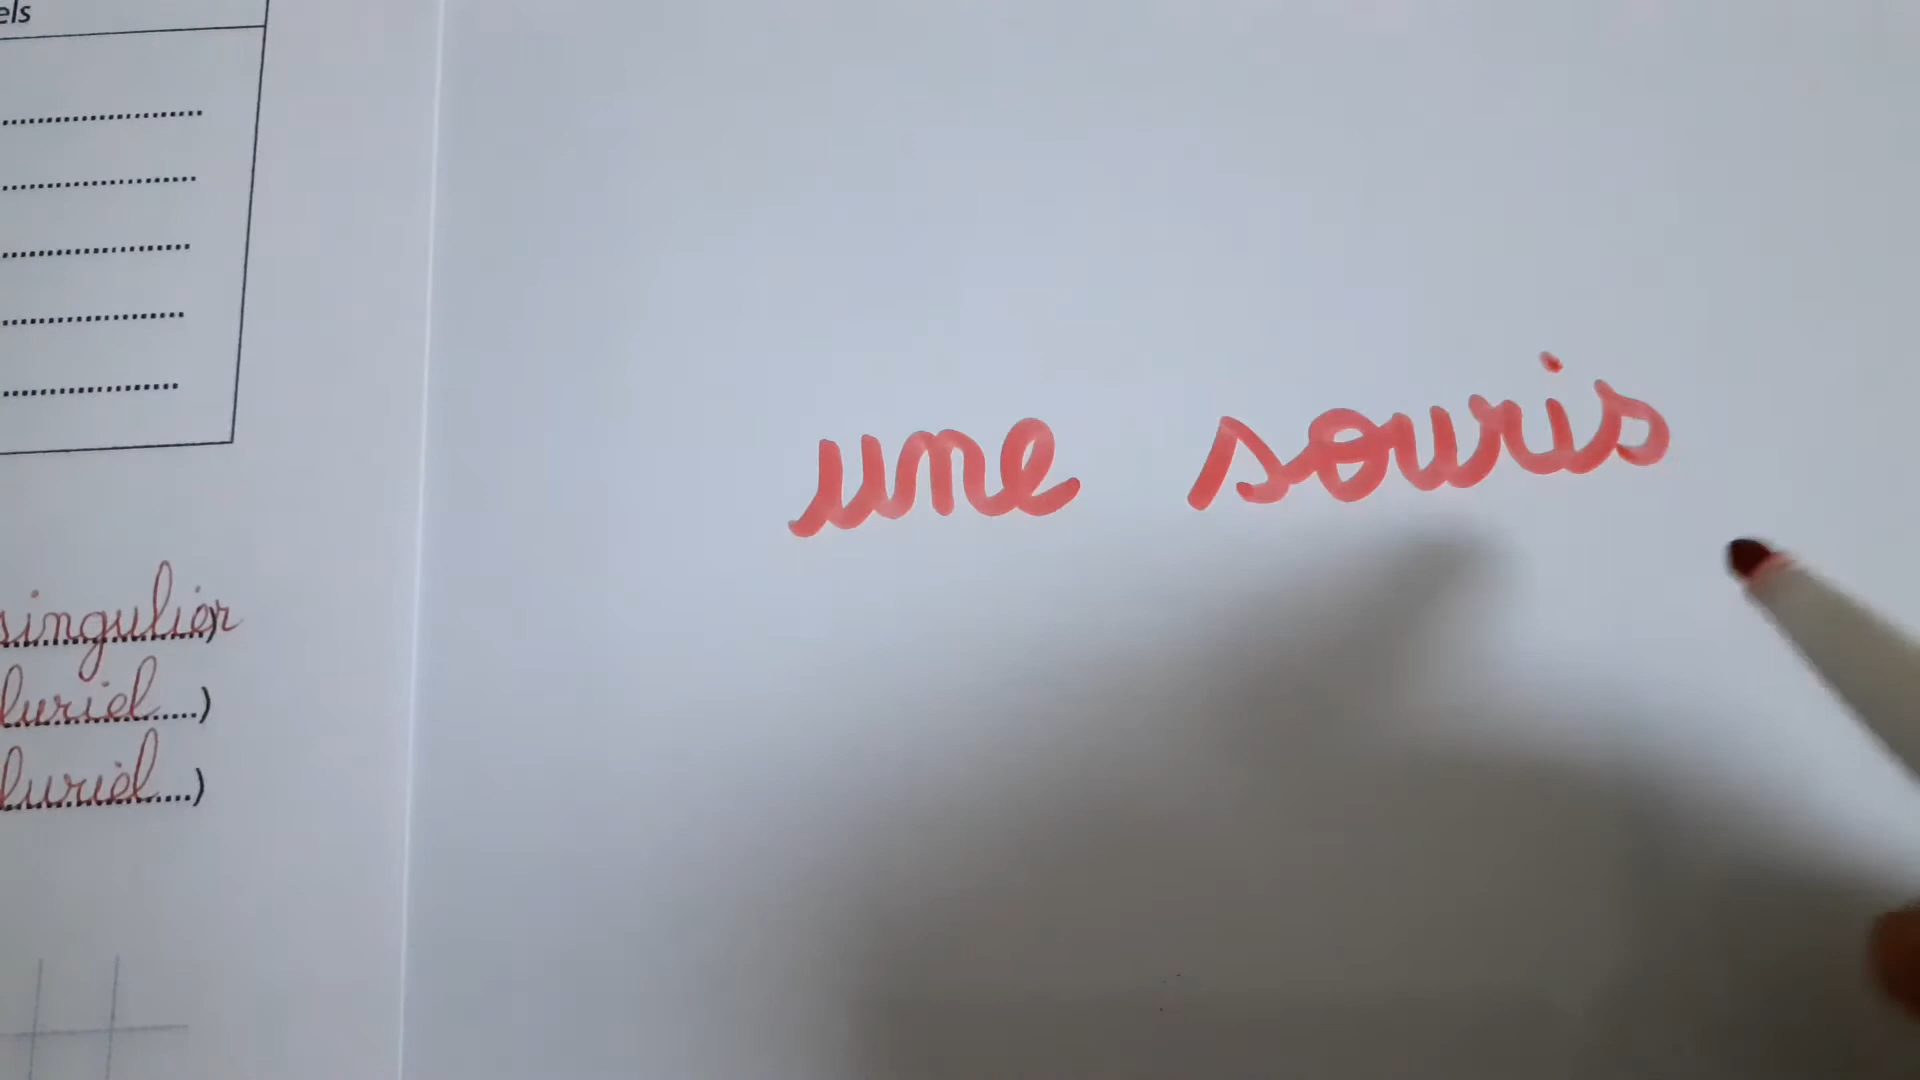 els
une souris
singulier)
luriel.....)
luriel.....)